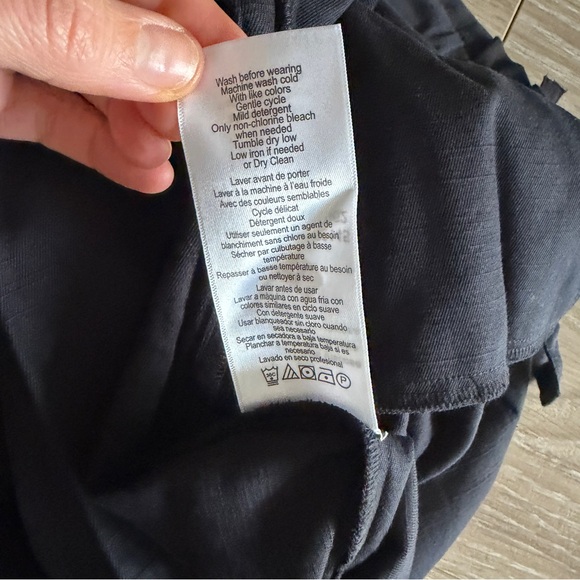 Wash before wearing
Machine wash cold
With like colors
Gentle cycle
Mild detergent
Only non-chlorine bleach
when needed
Tumble dry low
Low iron if needed
or Dry Clean
Laver avant de porter
Laver à la machine à l'eau froide
Avec des couleurs semblables
Cycle délicat
Détergent doux
Utiliser seulement un agent de
blanchiment sans chlore au besoin
Sécher par culbutage à basse
température
Repasser à basse température au besoin
ou nettoyer à sec
Lavar antes de usar
Lavar a máquina con agua fria con
colores similares en ciclo suave
Con detergente suave
Usar blanqueador sin cloro cuando
sea necesario
Secar en secadora a baja temperatura
Planchar a temperatura baja si es
necesario
Lavado en seco profesional
P